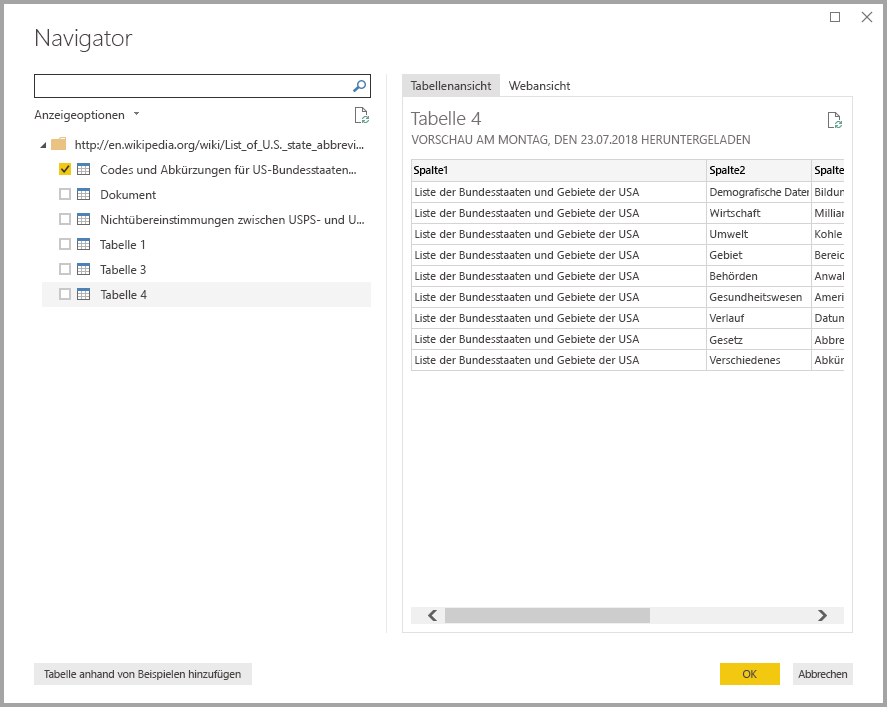 Navigator
Anzeigeoptionen
http://en.wikipedia.org/wiki/List_of_U.S._state_abbrevi...
Codes und Abkürzungen für US-Bundesstaaten...
Dokument
Nichtübereinstimmungen zwischen USPS- und U...
Tabelle 1
Tabelle 3
Tabelle 4
Tabellenansicht Webansicht
Tabelle 4
VORSCHAU AM MONTAG, DEN 23.07.2018 HERUNTERGELADEN
Spalte1 Spalte2 Spalte
Liste der Bundesstaaten und Gebiete der USA Demografische Daten Bildun
Liste der Bundesstaaten und Gebiete der USA Wirtschaft Milliar
Liste der Bundesstaaten und Gebiete der USA Umwelt Kohle
Liste der Bundesstaaten und Gebiete der USA Gebiet Bereic
Liste der Bundesstaaten und Gebiete der USA Behörden Anwal
Liste der Bundesstaaten und Gebiete der USA Gesundheitswesen Ameri
Liste der Bundesstaaten und Gebiete der USA Verlauf Datum
Liste der Bundesstaaten und Gebiete der USA Gesetz Abbre
Liste der Bundesstaaten und Gebiete der USA Verschiedenes Abkür
Tabelle anhand von Beispielen hinzufügen
OK Abbrechen